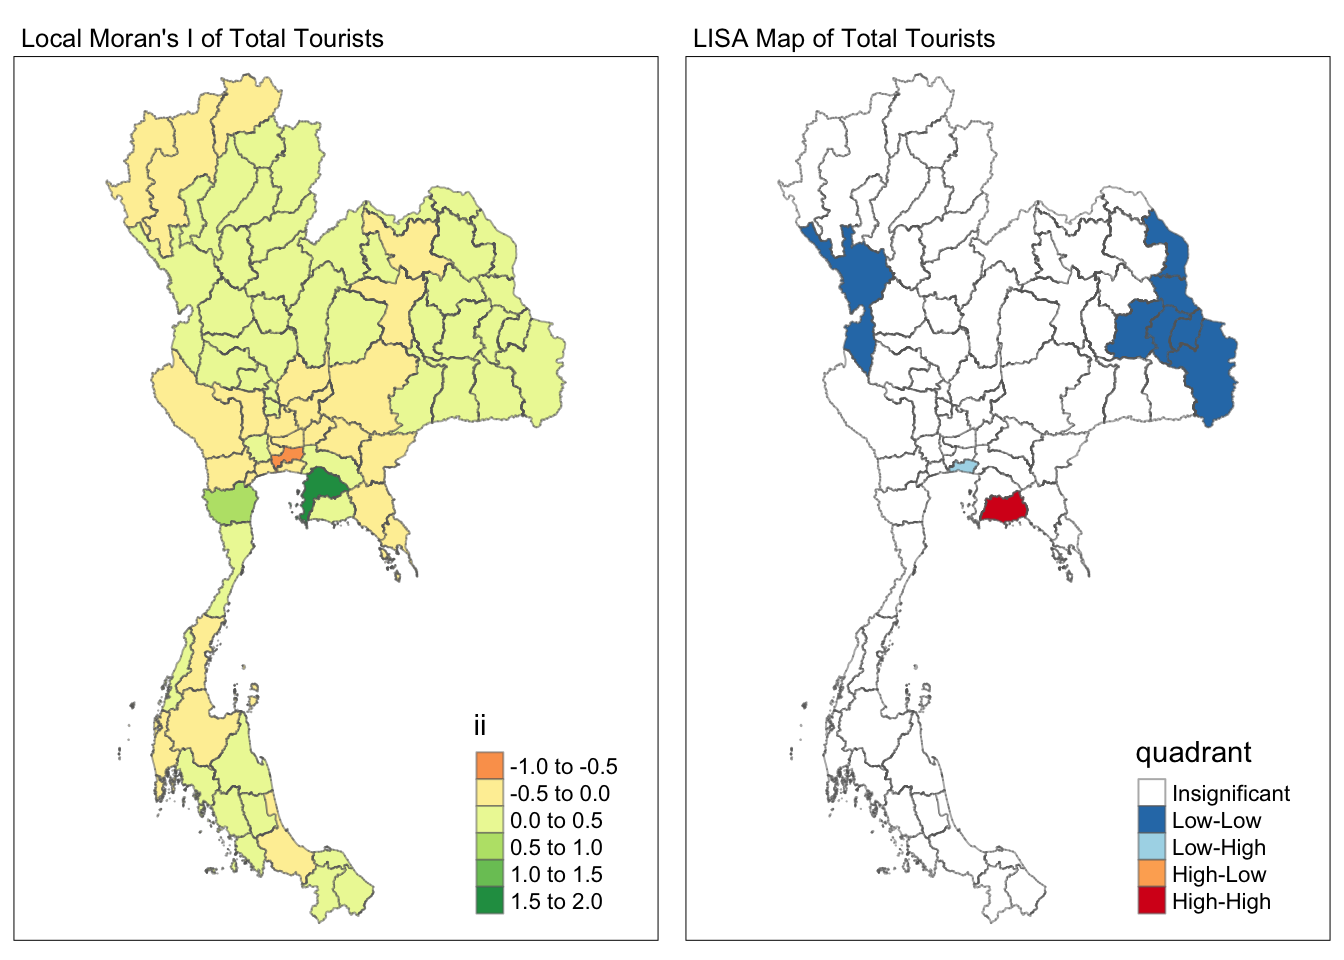 Local Moran's I of Total Tourists
ii
-1.0 to -0.5
-0.5 to 0.0
0.0 to 0.5
0.5 to 1.0
1.0 to 1.5
1.5 to 2.0
LISA Map of Total Tourists
quadrant
Insignificant
Low-Low
Low-High
High-Low
High-High